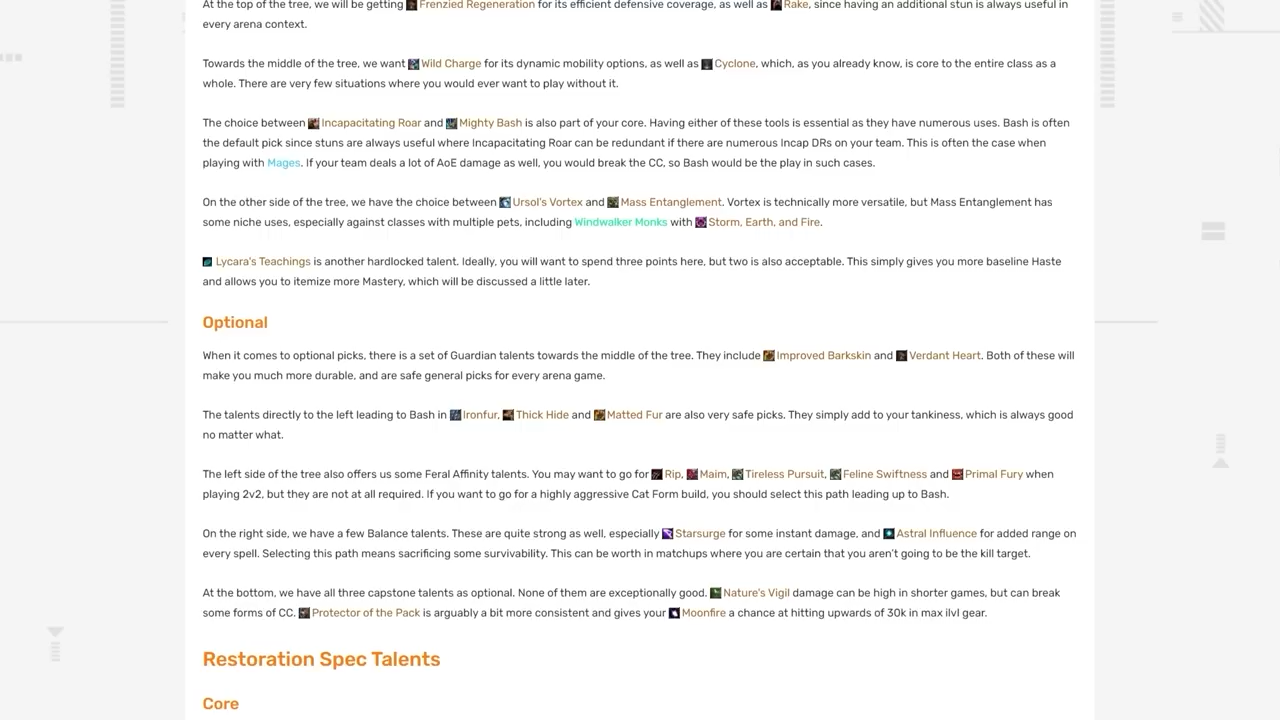 At the top of the tree, we will be getting Frenzied Regeneration for its efficient defensive coverage, as well as Rake, since having an additional stun is always useful in
every arena context.
Towards the middle of the tree, we want Wild Charge for its dynamic mobility options, as well as Cyclone, which, as you already know, is core to the entire class as a
whole. There are very few situations where you would ever want to play without it.
The choice between Incapacitating Roar and Mighty Bash is also part of your core. Having either of these tools is essential as they have numerous uses. Bash is often
the default pick since stuns are always useful where Incapacitating Roar can be redundant if there are numerous Incap DRs on your team. This is often the case when
playing with Mages. If your team deals a lot of AoE damage as well, you would break the CC, so Bash would be the play in such cases.
On the other side of the tree, we have the choice between Ursol's Vortex and Mass Entanglement. Vortex is technically more versatile, but Mass Entanglement has
some niche uses, especially against classes with multiple pets, including Windwalker Monks with Storm, Earth, and Fire.
Lycara's Teachings is another hardlocked talent. Ideally, you will want to spend three points here, but two is also acceptable. This simply gives you more baseline Haste
and allows you to itemize more Mastery, which will be discussed a little later.
Optional
When it comes to optional picks, there is a set of Guardian talents towards the middle of the tree. They include Improved Barkskin and Verdant Heart. Both of these will
make you much more durable, and are safe general picks for every arena game.
The talents directly to the left leading to Bash in Ironfur, Thick Hide and Matted Fur are also very safe picks. They simply add to your tankiness, which is always good
no matter what.
The left side of the tree also offers us some Feral Affinity talents. You may want to go for Rip, Maim, Tireless Pursuit, Feline Swiftness and Primal Fury when
playing 2v2, but they are not at all required. If you want to go for a highly aggressive Cat Form build, you should select this path leading up to Bash.
On the right side, we have a few Balance talents. These are quite strong as well, especially Starsurge for some instant damage, and Astral Influence for added range on
every spell. Selecting this path means sacrificing some survivability. This can be worth in matchups where you are certain that you aren't going to be the kill target.
At the bottom, we have all three capstone talents as optional. None of them are exceptionally good. Nature's Vigil damage can be high in shorter games, but can break
some forms of CC. Protector of the Pack is arguably a bit more consistent and gives your Moonfire a chance at hitting upwards of 30k in max ilvl gear.
Restoration Spec Talents
Core